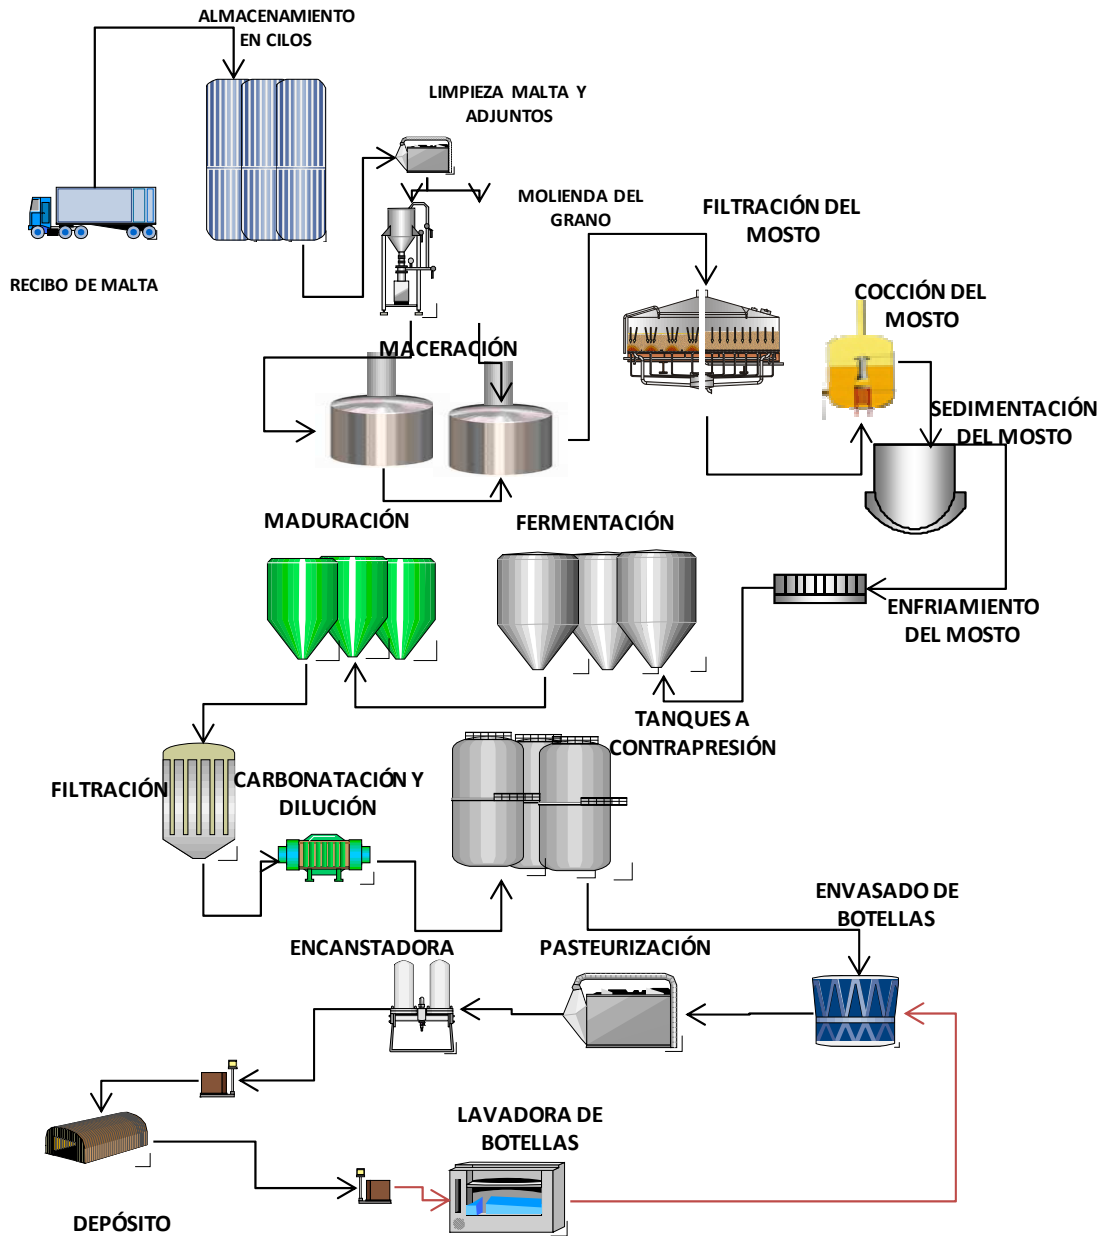 ALMACENAMIENTO
EN CILOS
LIMPIEZA MALTA Y
ADJUNTOS
MOLIENDA DEL
GRANO
FILTRACIÓN DEL
MOSTO
RECIBO DE MALTA
COCCIÓN DEL
MOSTO
MACERACIÓN
SEDIMENTACIÓN
DEL MOSTO
MADURACIÓN
FERMENTACIÓN
ENFRIAMIENTO
DEL MOSTO
TANQUES A
CONTRAPRESIÓN
FILTRACIÓN
CARBONATACIÓN Y
DILUCIÓN
ENVASADO DE
BOTELLAS
ENCANSTADORA
PASTEURIZACIÓN
LAVADORA DE
BOTELLAS
DEPÓSITO